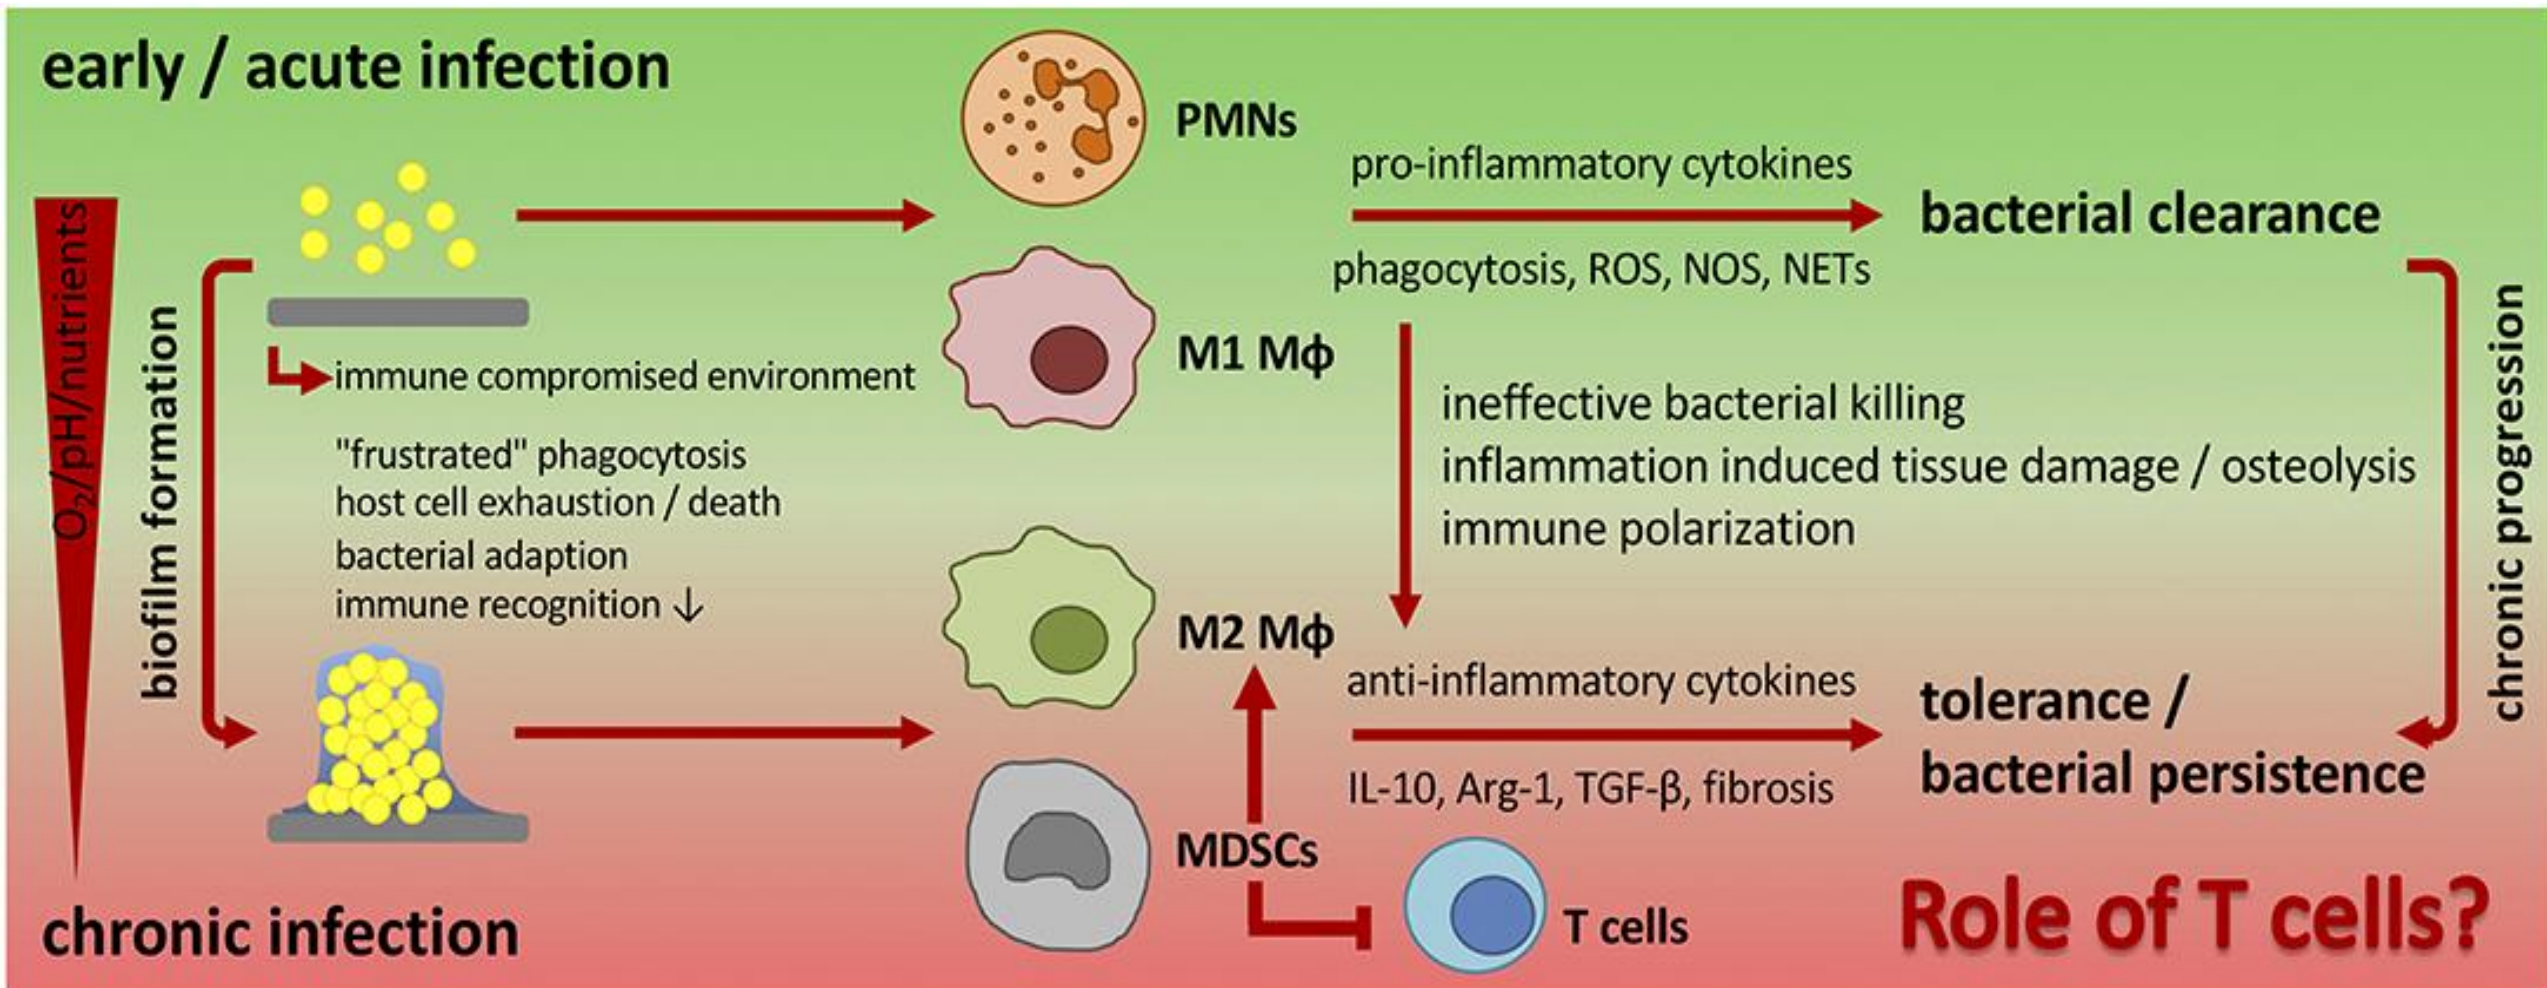 early / acute infection
PMNs
pro-inflammatory cytokines
bacterial clearance
phagocytosis, ROS, NOS, NETs
O₂/pH/nutrients
biofilm formation
immune compromised environment
M1 Mϕ
"frustrated" phagocytosis
host cell exhaustion / death
bacterial adaption
immune recognition ↓
ineffective bacterial killing
inflammation induced tissue damage / osteolysis
immune polarization
chronic progression
M2 Mϕ
anti-inflammatory cytokines
IL-10, Arg-1, TGF-β, fibrosis
tolerance /
bacterial persistence
MDSCs
T cells
chronic infection
Role of T cells?